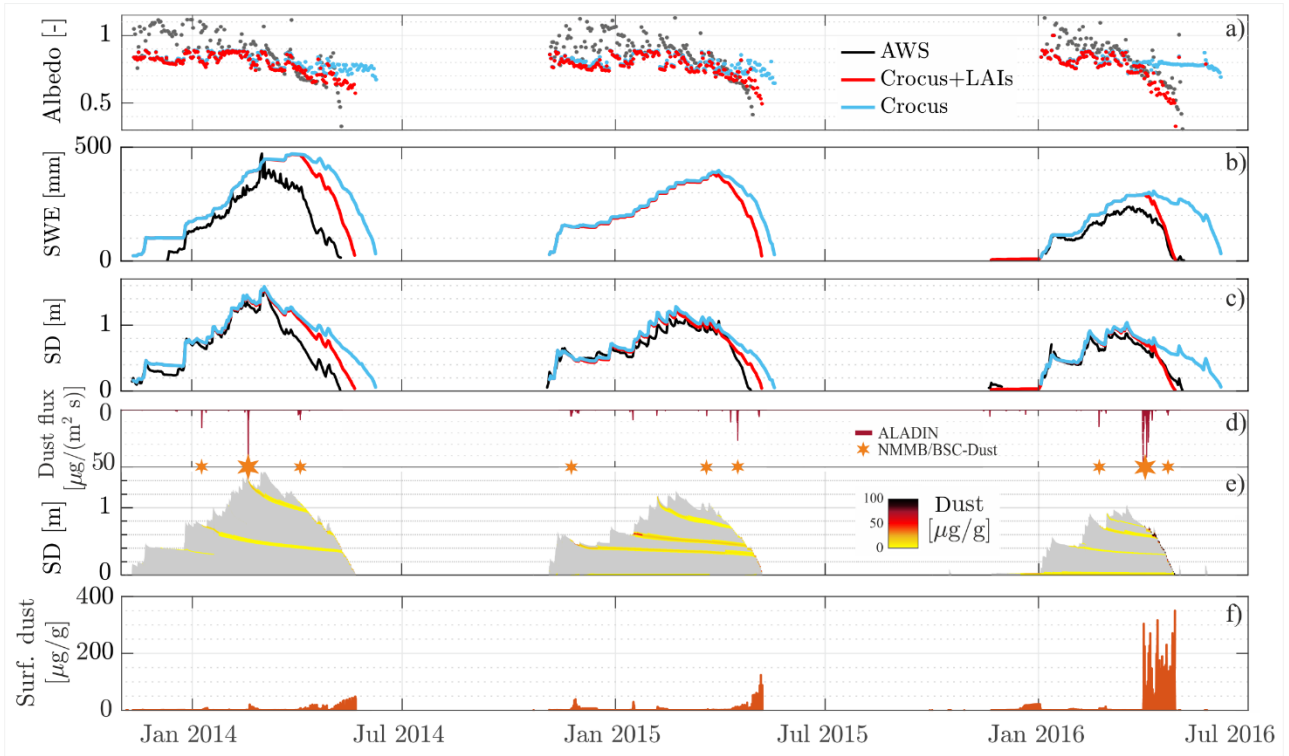 Albedo [-]
1
0.5
a)
AWS
Crocus+LAIs
Crocus
SWE [mm]
500
0
b)
SD [m]
1
0
c)
Dust flux
[μg/(m² s)]
0
50
d)
ALADIN
NMMB/BSC-Dust
SD [m]
1
0
e)
100
50
0
Dust
[μg/g]
Surf. dust
[μg/g]
400
200
0
f)
Jan 2014
Jul 2014
Jan 2015
Jul 2015
Jan 2016
Jul 2016